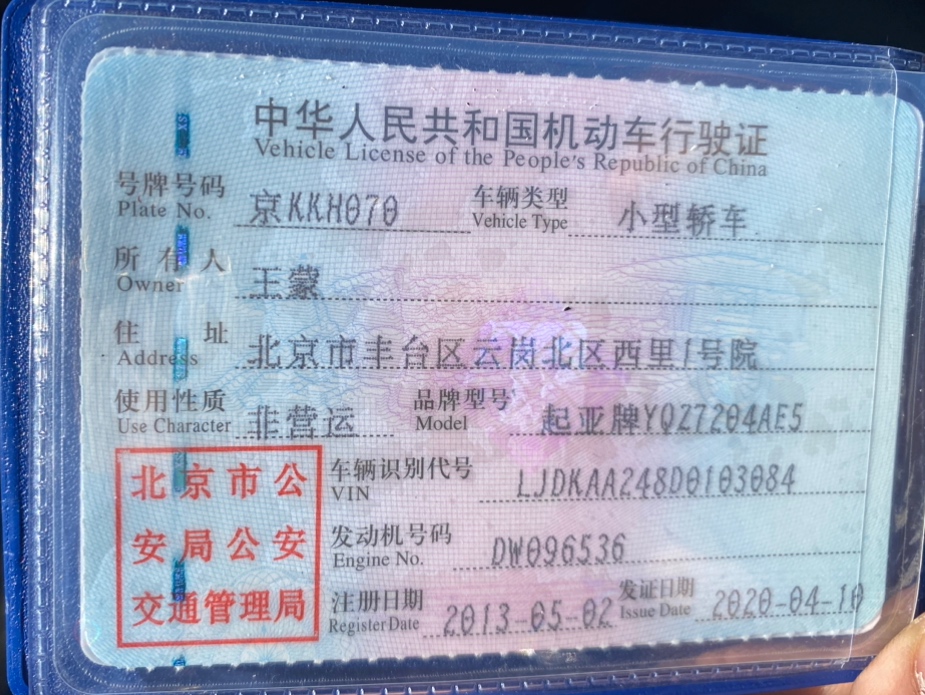 中华人民共和国机动车行驶证
Vehicle License of the People's Republic of China
号牌号码 京KKH070 车辆类型 小型轿车
Plate No. Vehicle Type
所有人 王蒙
Owner
住址 北京市丰台区云岗北区西里1号院
Address
使用性质 非营运 品牌型号 起亚牌YQZ7204AE5
Use Character Model
北京市公
安局公安
交通管理局
车辆识别代号 LJDKAA248D0103084
VIN
发动机号码 DW096536
Engine No.
注册日期 2013-05-02 发证日期 2020-04-10
Register Date Issue Date